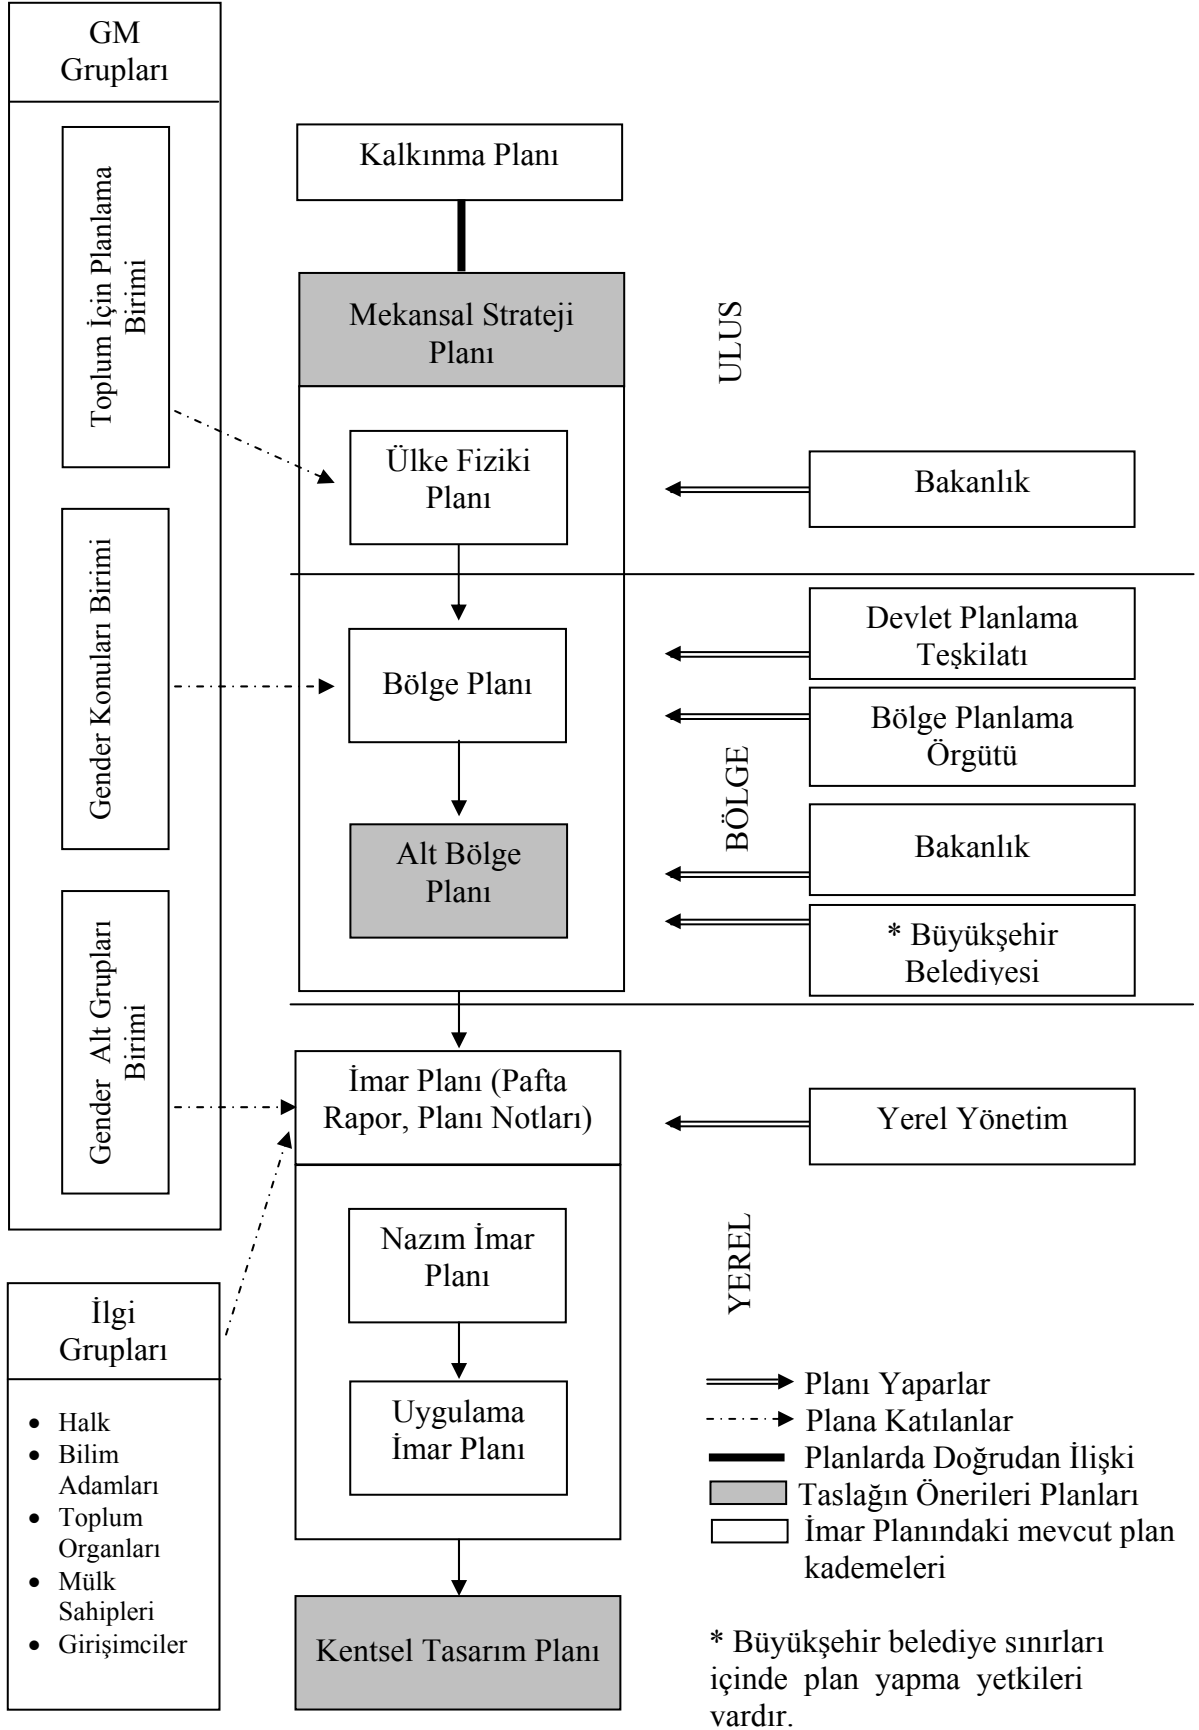 GM
Grupları
Toplum İçin Planlama
Birimi
Gender Konuları Birimi
Gender Alt Grupları
Birimi
Kalkınma Planı
Mekansal Strateji
Planı
Ülke Fiziki
Planı
Bölge Planı
Alt Bölge
Planı
ULUS
Bakanlık
BÖLGE
Devlet Planlama
Teşkilatı
Bölge Planlama
Örgütü
Bakanlık
* Büyükşehir
Belediyesi
İmar Planı (Pafta
Rapor, Planı Notları)
Yerel Yönetim
YEREL
Nazım İmar
Planı
Uygulama
İmar Planı
Kentsel Tasarım Planı
İlgi
Grupları
• Halk
• Bilim
Adamları
• Toplum
Organları
• Mülk
Sahipleri
• Girişimciler
Planı Yaparlar
Plana Katılanlar
Planlarda Doğrudan İlişki
Taslağın Önerileri Planları
İmar Planındaki mevcut plan
kademeleri
* Büyükşehir belediye sınırları
içinde plan yapma yetkileri
vardır.